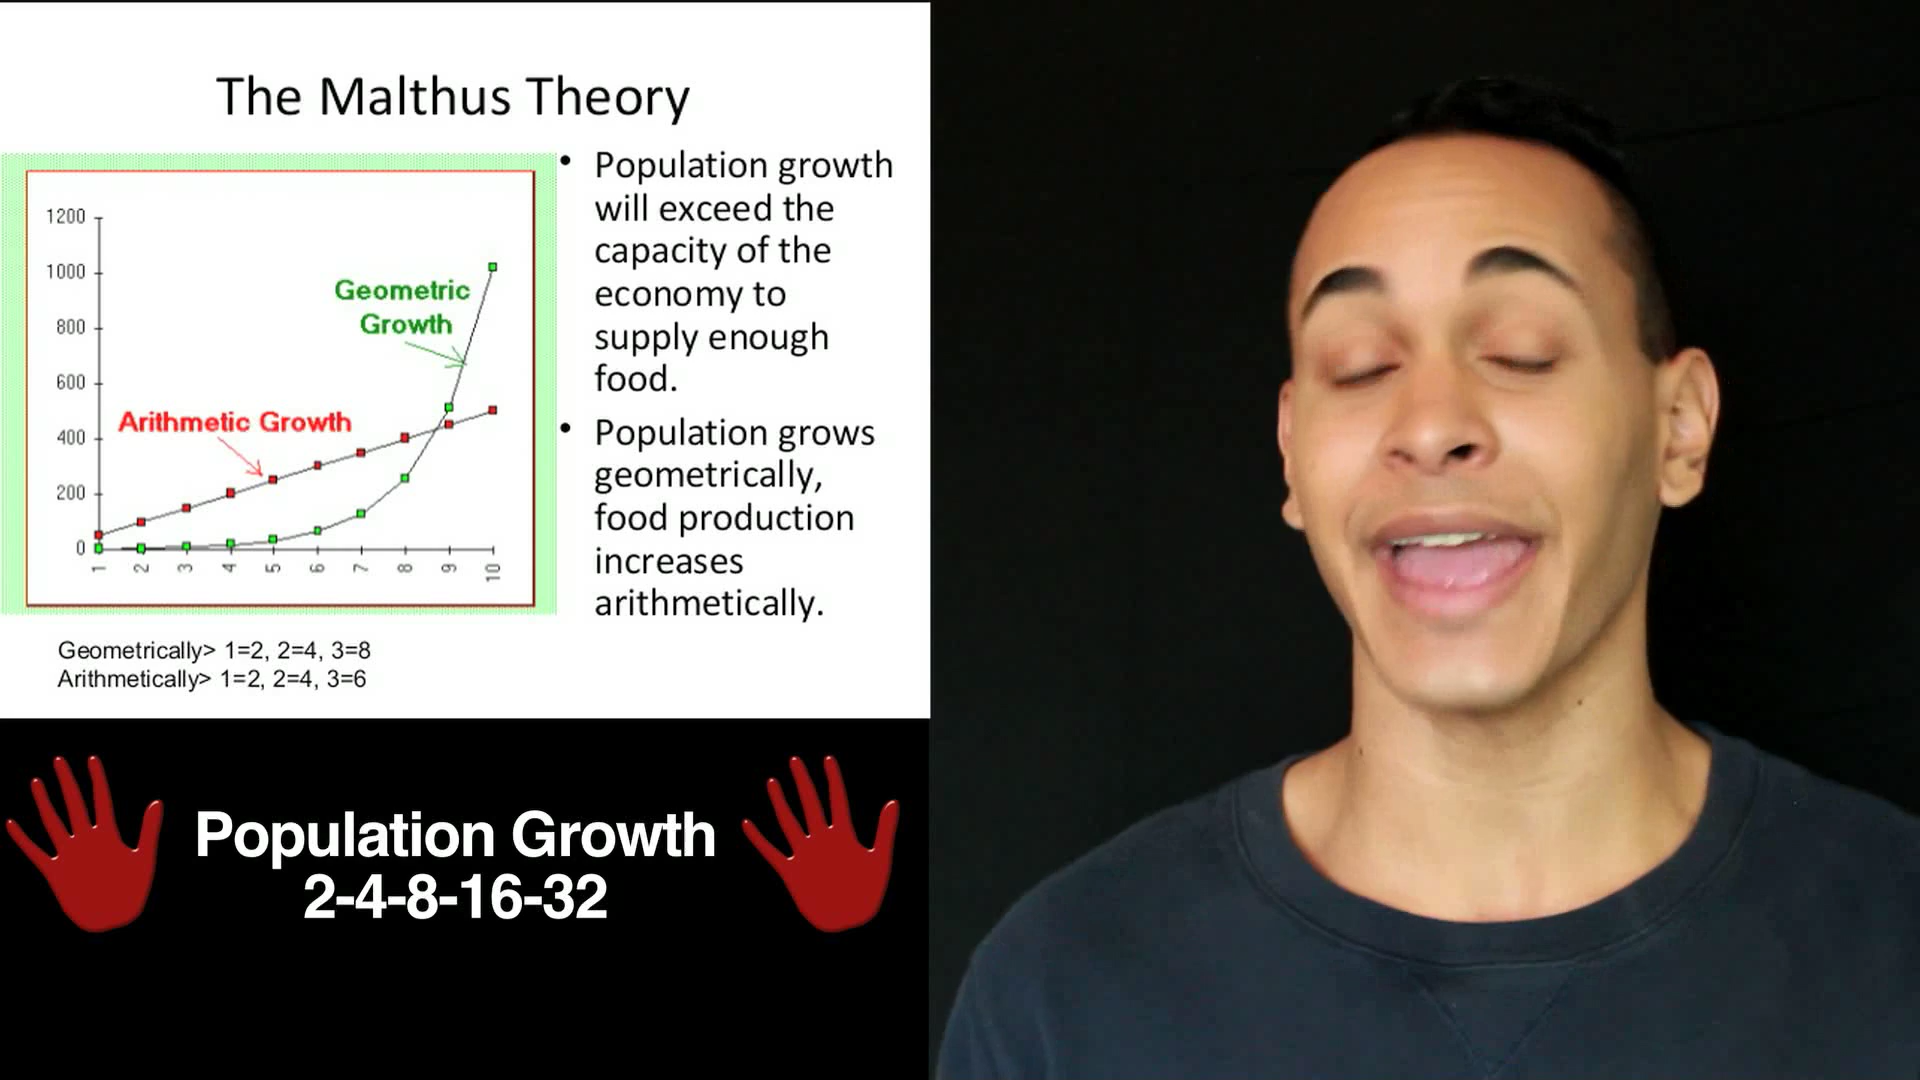 The Malthus Theory
1200
1000
800
600
400
200
0
1 2 3 4 5 6 7 8 9 10
Geometric
Growth
Arithmetic Growth
• Population growth
will exceed the
capacity of the
economy to
supply enough
food.
• Population grows
geometrically,
food production
increases
arithmetically.
Geometrically> 1=2, 2=4, 3=8
Arithmetically> 1=2, 2=4, 3=6
Population Growth
2-4-8-16-32